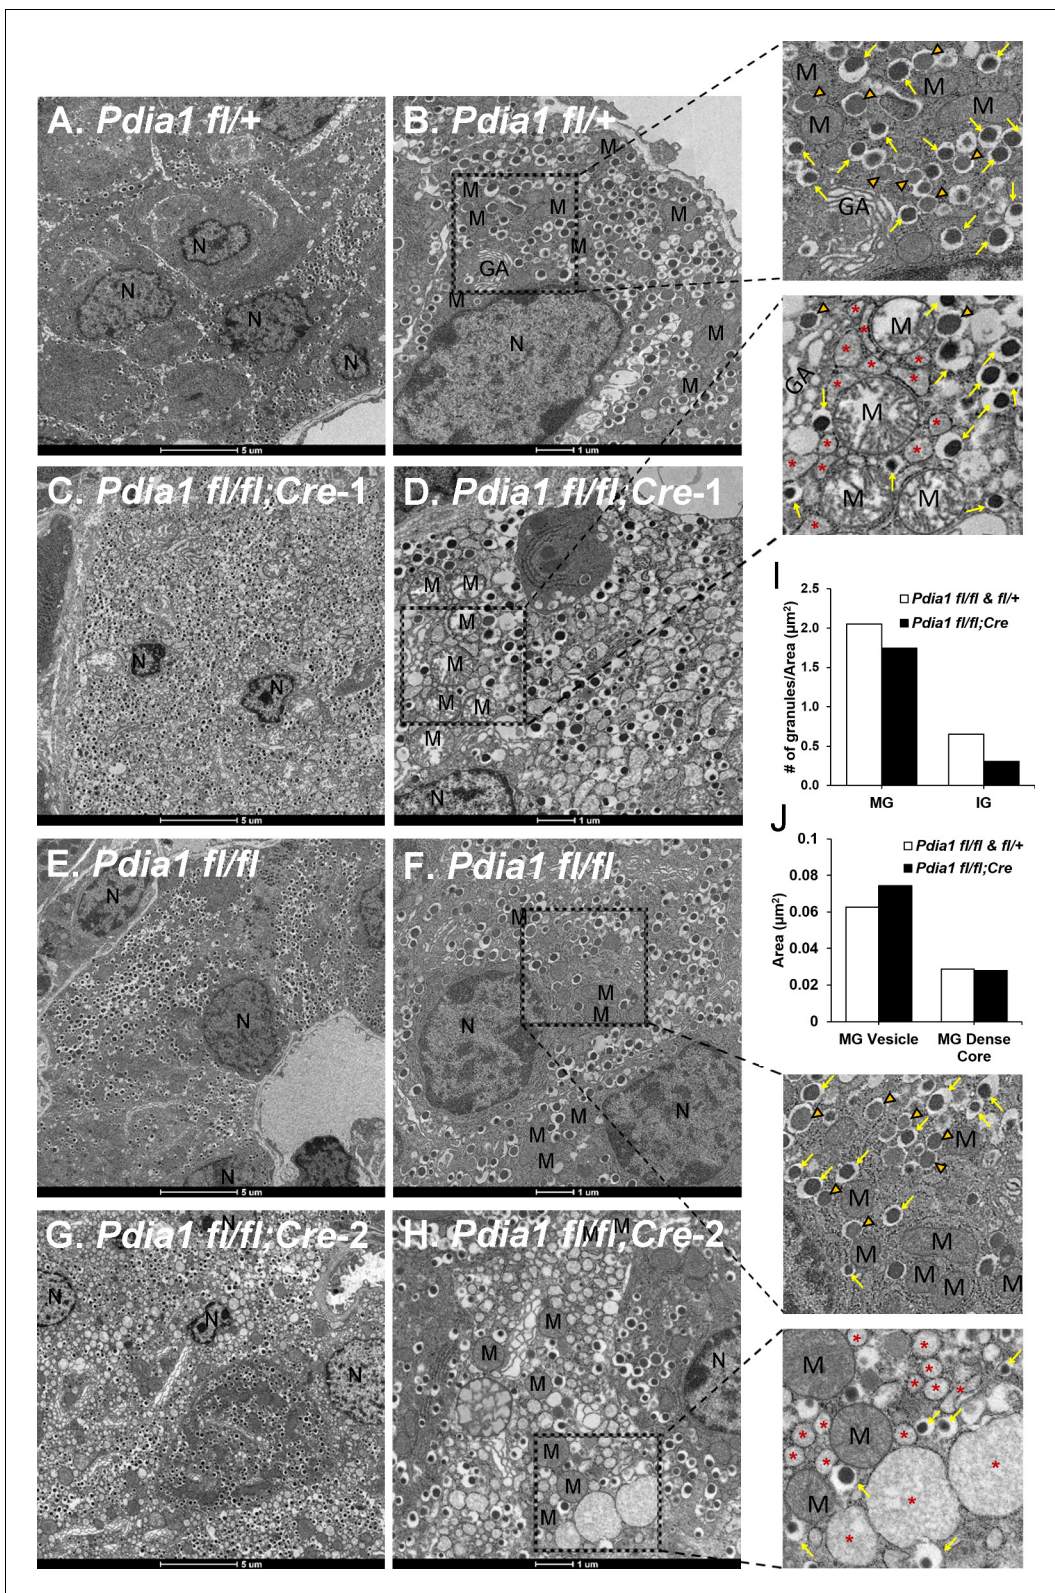 A. Pdia1 fl/+
N
N
N
N
5 um
B. Pdia1 fl/+
M
M
M
M
M
M
GA
M
N
M
M
1 um
M
M
M
M
GA
C. Pdia1 fl/fl;Cre-1
N
N
5 um
D. Pdia1 fl/fl;Cre-1
M
M
M
M
M
M
M
N
1 um
M
GA
M
M
M
* * * * * * * * * * * *
I
# of granules/Area (μm²)
2.5
2.0
1.5
1.0
0.5
0.0
Pdia1 fl/fl & fl/+
Pdia1 fl/fl;Cre
MG
IG
J
Area (μm²)
0.1
0.08
0.06
0.04
0.02
0
Pdia1 fl/fl & fl/+
Pdia1 fl/fl;Cre
MG Vesicle
MG Dense
Core
E. Pdia1 fl/fl
N
N
N
5 um
F. Pdia1 fl/fl
M
M
M
N
N
M
M
M
1 um
M
M
M
M
M
M
M
G. Pdia1 fl/fl;Cre-2
N
N
N
N
5 um
H. Pdia1 fl/fl;Cre-2
M
M
M
M
N
M
M
M
M
1 um
M
M
M
* * * * * * * * * * * * *